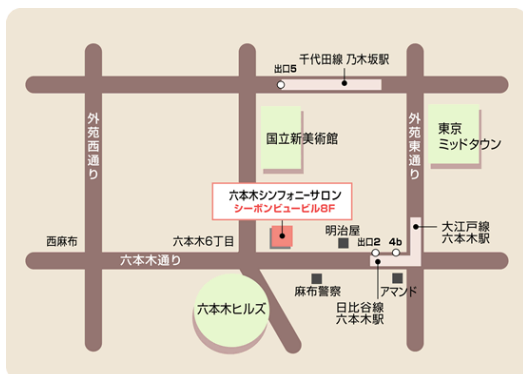 千代田線 乃木坂駅
出口5
外苑西通り
国立新美術館
外苑東通り
東京
ミッドタウン
六本木シンフォニーサロン
シーボンビュービル8F
西麻布
六本木6丁目
明治屋
出口2
4b
大江戸線
六本木駅
六本木通り
麻布警察
アマンド
日比谷線
六本木駅
六本木ヒルズ